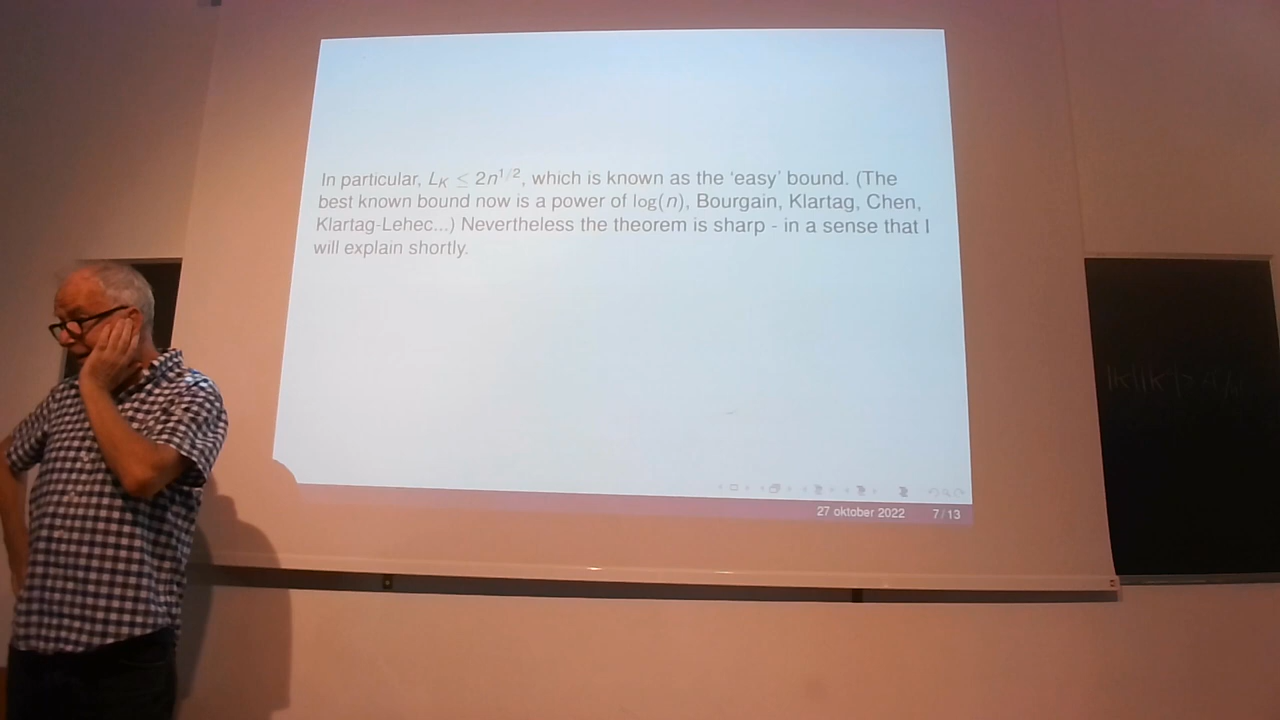 In particular, L_K ≤ 2n^{1/2}, which is known as the 'easy' bound. (The
best known bound now is a power of log(n), Bourgain, Klartag, Chen,
Klartag-Lehec...) Nevertheless the theorem is sharp - in a sense that I
will explain shortly.
27 oktober 2022 7/13